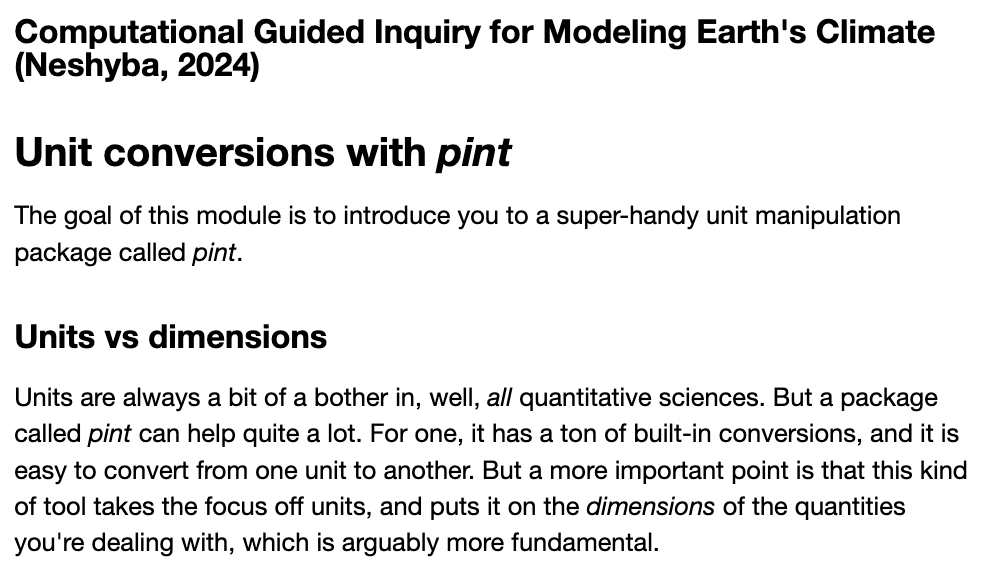 Computational Guided Inquiry for Modeling Earth's Climate
(Neshyba, 2024)
Unit conversions with pint
The goal of this module is to introduce you to a super-handy unit manipulation
package called pint.
Units vs dimensions
Units are always a bit of a bother in, well, all quantitative sciences. But a package
called pint can help quite a lot. For one, it has a ton of built-in conversions, and it is
easy to convert from one unit to another. But a more important point is that this kind
of tool takes the focus off units, and puts it on the dimensions of the quantities
you're dealing with, which is arguably more fundamental.